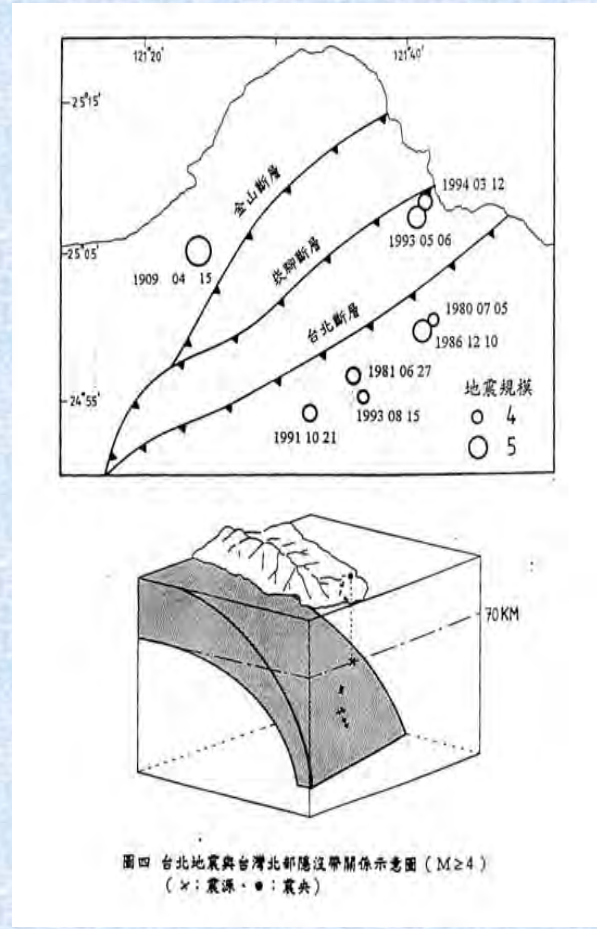 121°20'
121°40'
25°15'
金山斷層
1994 03 12
崁腳斷層
1993 05 06
25°05'
1909 04 15
台北斷層
1980 07 05
1986 12 10
1981 06 27
地震規模
24°55'
4
1993 08 15
5
1991 10 21
70KM
圖四 台北地震與台灣北部隱沒帶關係示意圖(M≥4)
(×:震源、●:震央)